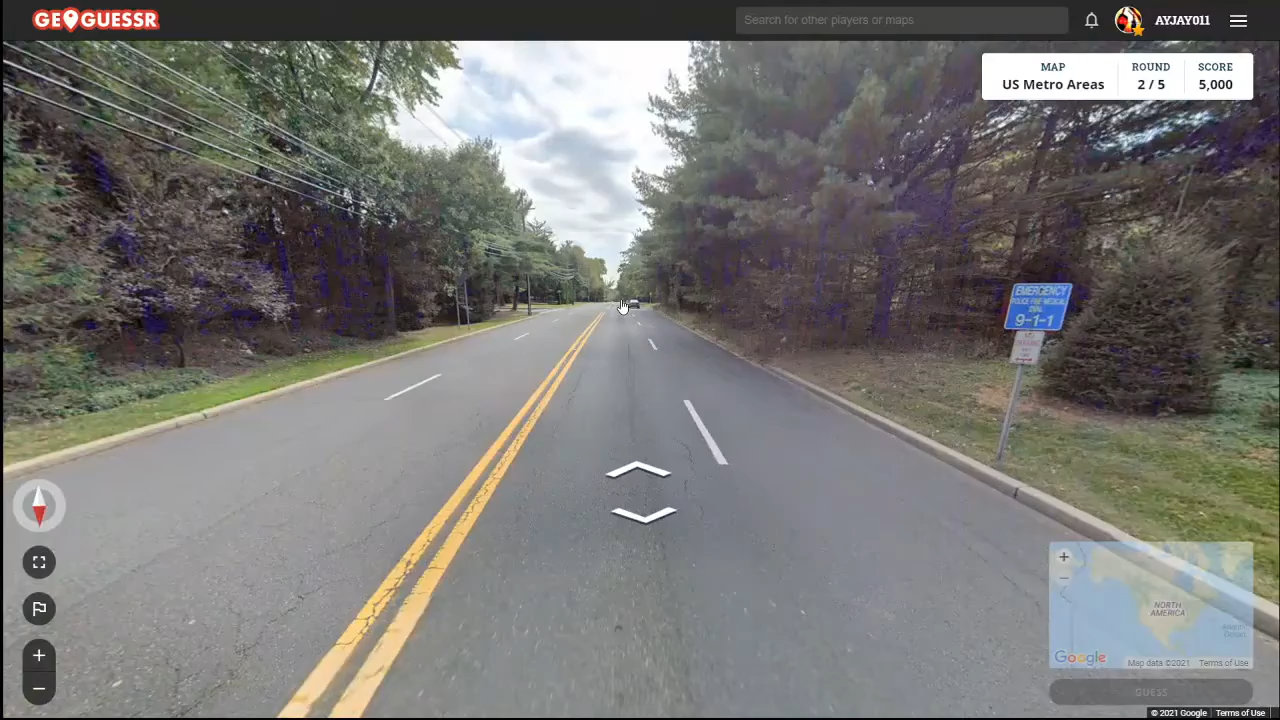 GEOGUESSR
Search for other players or maps
AYJAY011
MAP
US Metro Areas
ROUND
2 / 5
SCORE
5,000
EMERGENCY
POLICE FIRE MEDICAL
DIAL
9-1-1
NORTH
AMERICA
Google
Map data ©2021
Terms of Use
GUESS
© 2021 Google
Terms of Use